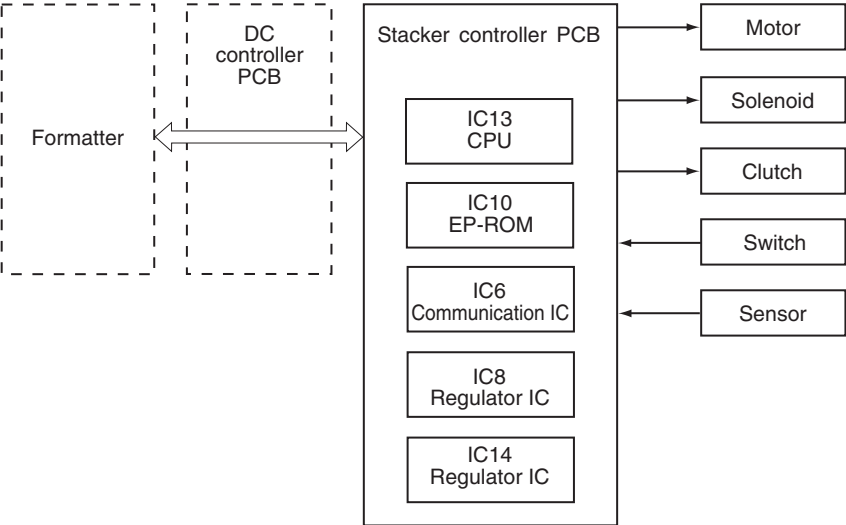 Formatter
DC
controller
PCB
Stacker controller PCB
IC13
CPU
IC10
EP-ROM
IC6
Communication IC
IC8
Regulator IC
IC14
Regulator IC
Motor
Solenoid
Clutch
Switch
Sensor